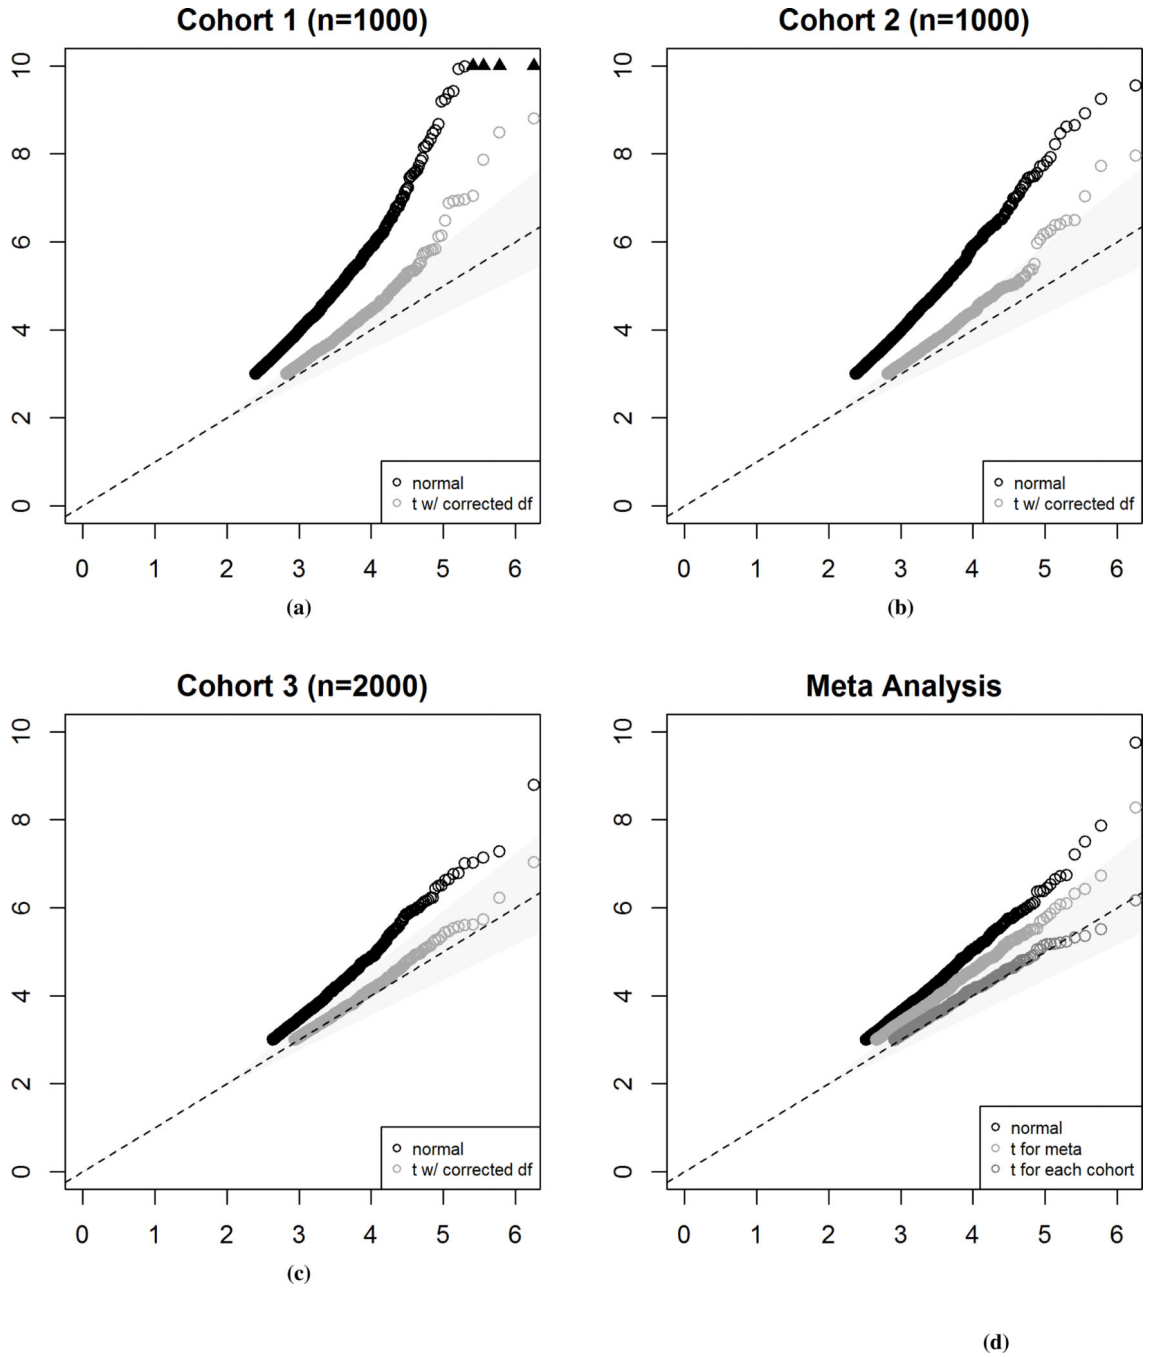 Cohort 1 (n=1000)
10
8
6
4
2
0
normal
t w/ corrected df
0 1 2 3 4 5 6
(a)
Cohort 2 (n=1000)
10
8
6
4
2
0
normal
t w/ corrected df
0 1 2 3 4 5 6
(b)
Cohort 3 (n=2000)
10
8
6
4
2
0
normal
t w/ corrected df
0 1 2 3 4 5 6
(c)
Meta Analysis
10
8
6
4
2
0
normal
t for meta
t for each cohort
0 1 2 3 4 5 6
(d)